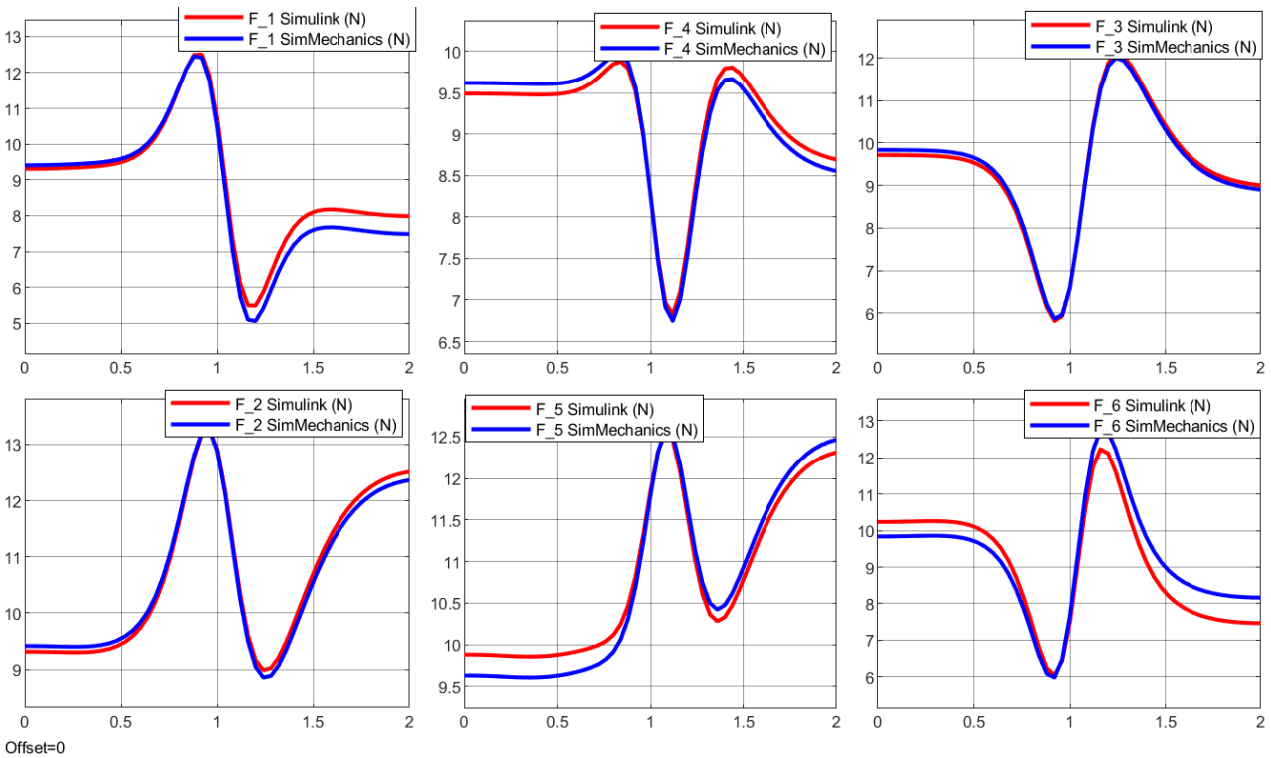 F_1 Simulink (N)
F_1 SimMechanics (N)
13
12
11
10
9
8
7
6
5
0 0.5 1 1.5 2
F_4 Simulink (N)
F_4 SimMechanics (N)
10
9.5
9
8.5
8
7.5
7
6.5
0 0.5 1 1.5 2
F_3 Simulink (N)
F_3 SimMechanics (N)
12
11
10
9
8
7
6
0 0.5 1 1.5 2
F_2 Simulink (N)
F_2 SimMechanics (N)
13
12
11
10
9
0 0.5 1 1.5 2
F_5 Simulink (N)
F_5 SimMechanics (N)
12.5
12
11.5
11
10.5
10
9.5
0 0.5 1 1.5 2
F_6 Simulink (N)
F_6 SimMechanics (N)
13
12
11
10
9
8
7
6
0 0.5 1 1.5 2
Offset=0